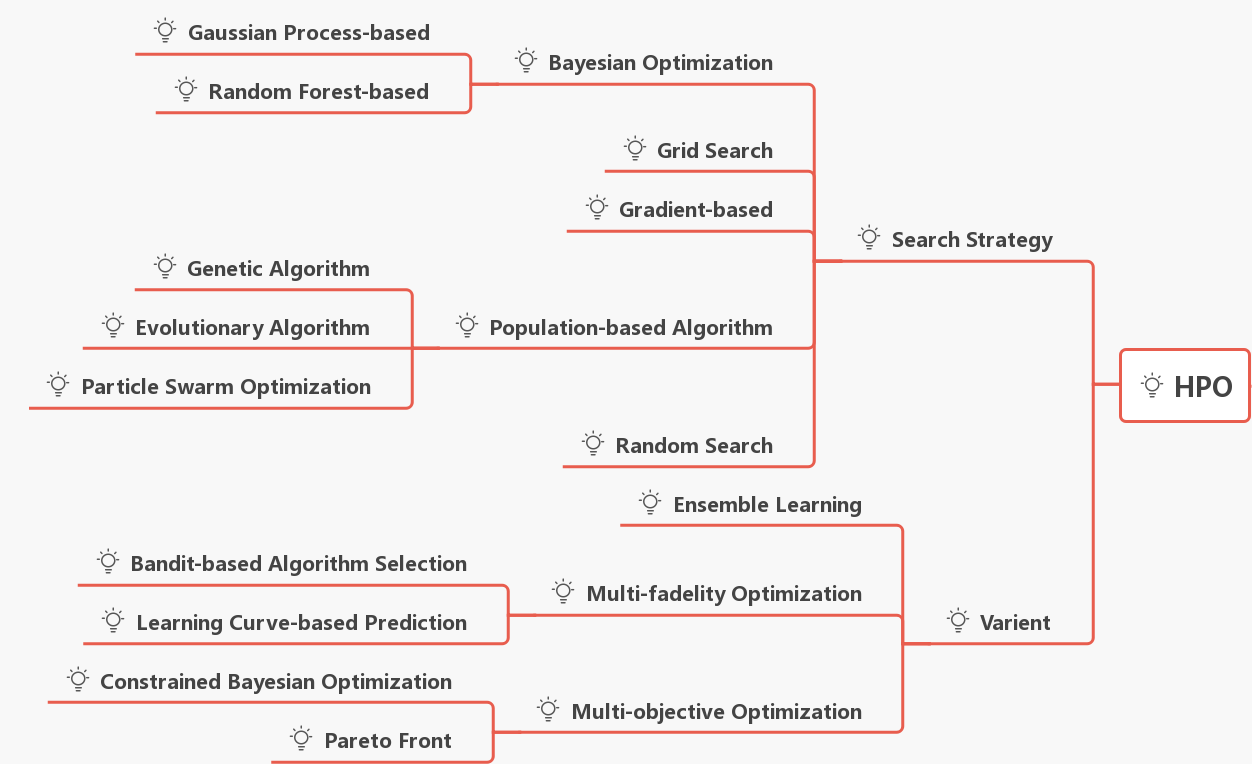 Gaussian Process-based
Bayesian Optimization
Random Forest-based
Grid Search
Gradient-based
Search Strategy
Genetic Algorithm
Evolutionary Algorithm
Population-based Algorithm
Particle Swarm Optimization
HPO
Random Search
Ensemble Learning
Bandit-based Algorithm Selection
Multi-fadelity Optimization
Learning Curve-based Prediction
Varient
Constrained Bayesian Optimization
Multi-objective Optimization
Pareto Front